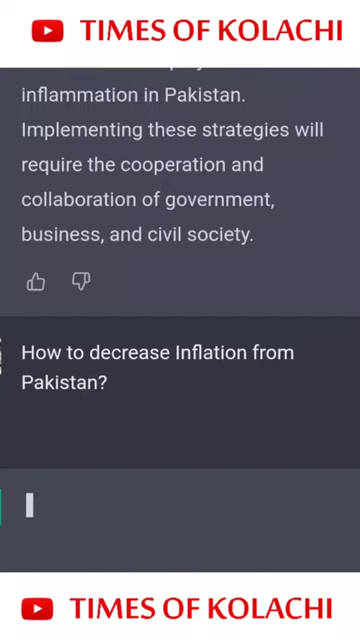 TIMES OF KOLACHI
inflammation in Pakistan.
Implementing these strategies will
require the cooperation and
collaboration of government,
business, and civil society.
How to decrease Inflation from
Pakistan?
TIMES OF KOLACHI